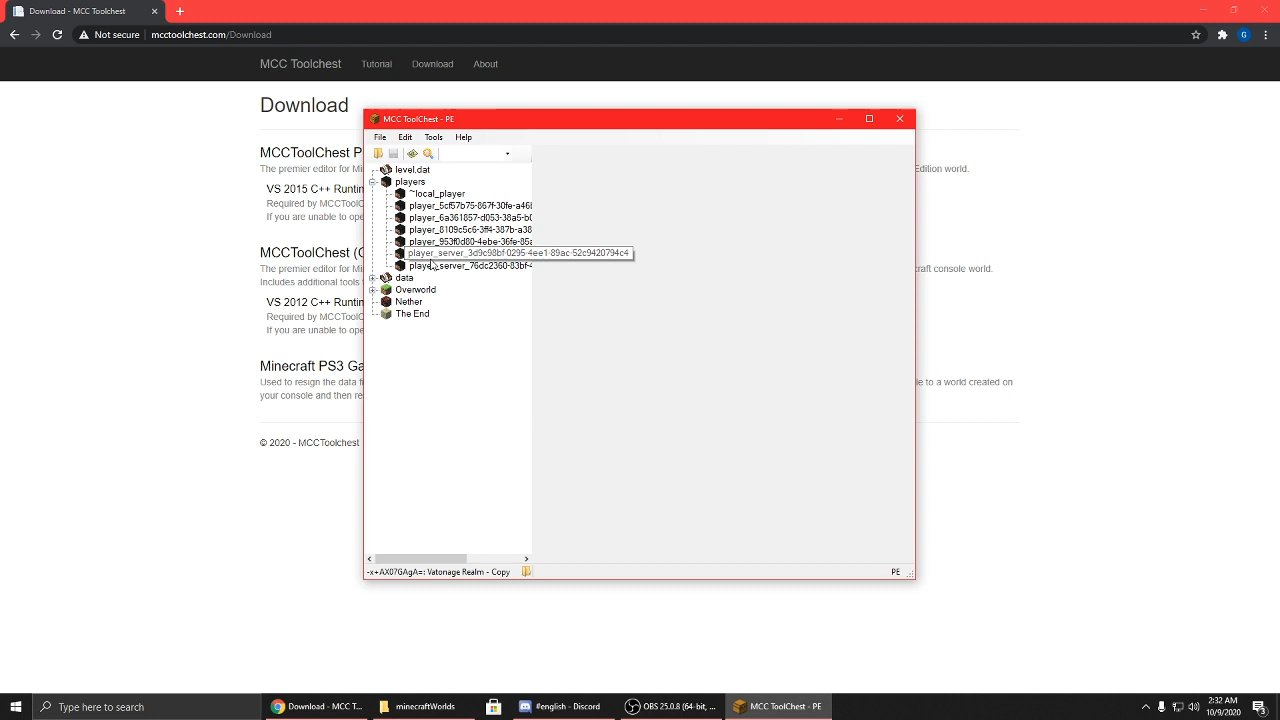 Download - MCC Toolchest
Not secure | mcctoolchest.com/Download
G
MCC Toolchest Tutorial Download About
Download
MCCToolChest P
The premier editor for Mi
Edition world.
VS 2015 C++ Runtin
Required by MCCToolC
If you are unable to ope
MCCToolChest (C
The premier editor for Mi
craft console world.
Includes additional tools
VS 2012 C++ Runtin
Required by MCCToolC
If you are unable to ope
Minecraft PS3 Ga
Used to resign the data fi
le to a world created on
your console and then re
© 2020 - MCCToolchest
MCC ToolChest - PE
File Edit Tools Help
level.dat
players
~local_player
player_5cf57b75-867f-30fe-a46
player_6a361857-d053-38a5-b
player_8109c5c6-3ff4-387b-a38
player_953f0d80-4ebe-36fe-85a
player_server_3d9c98bf-0295-4ee1-89ac-52c9420794c4
player_server_76dc2360-83bf-4
data
Overworld
Nether
The End
-x+AX07GAgA=: Vatonage Realm - Copy
PE
Type here to search
Download - MCC T...
minecraftWorlds
#english - Discord
OBS 25.0.8 (64-bit, ...
MCC ToolChest - PE
2:32 AM
10/9/2020
3